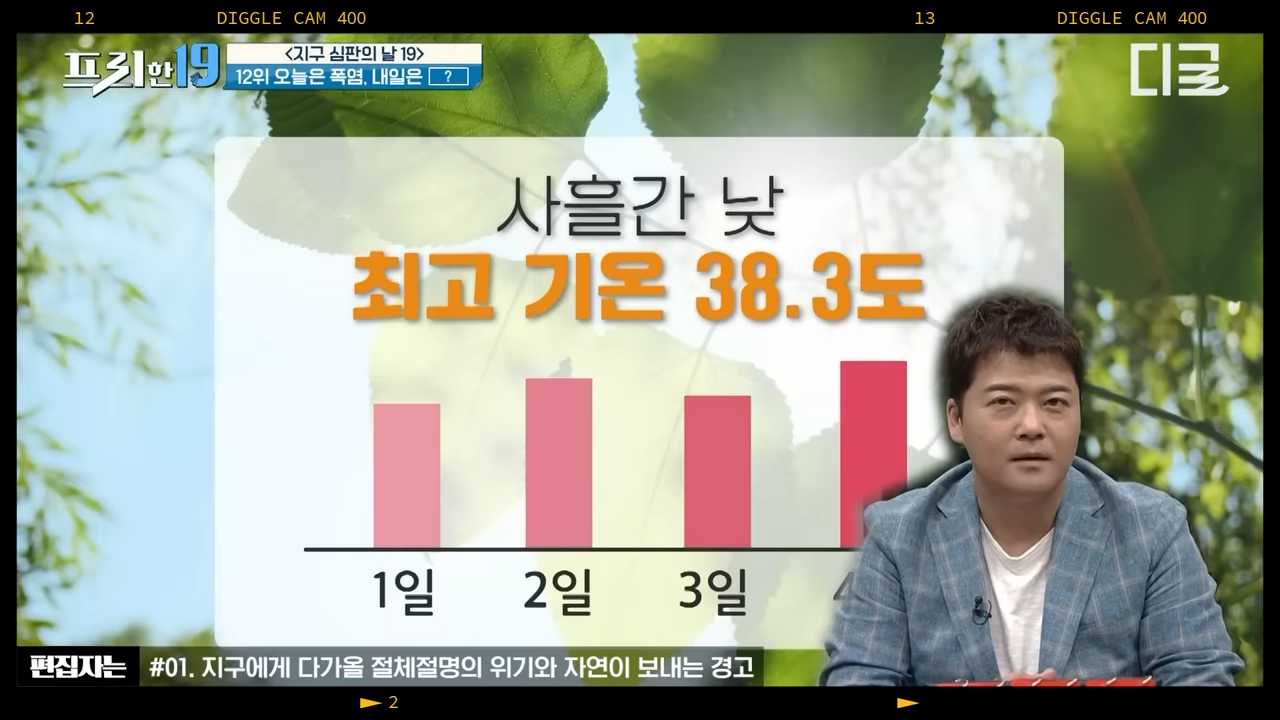 12
DIGGLE CAM 400
13
DIGGLE CAM 400
프리한19
<지구 심판의 날 19>
12위 오늘은 폭염, 내일은 ?
디글
사흘간 낮
최고 기온 38.3도
1일
2일
3일
편집자는
#01. 지구에게 다가올 절체절명의 위기와 자연이 보내는 경고
2